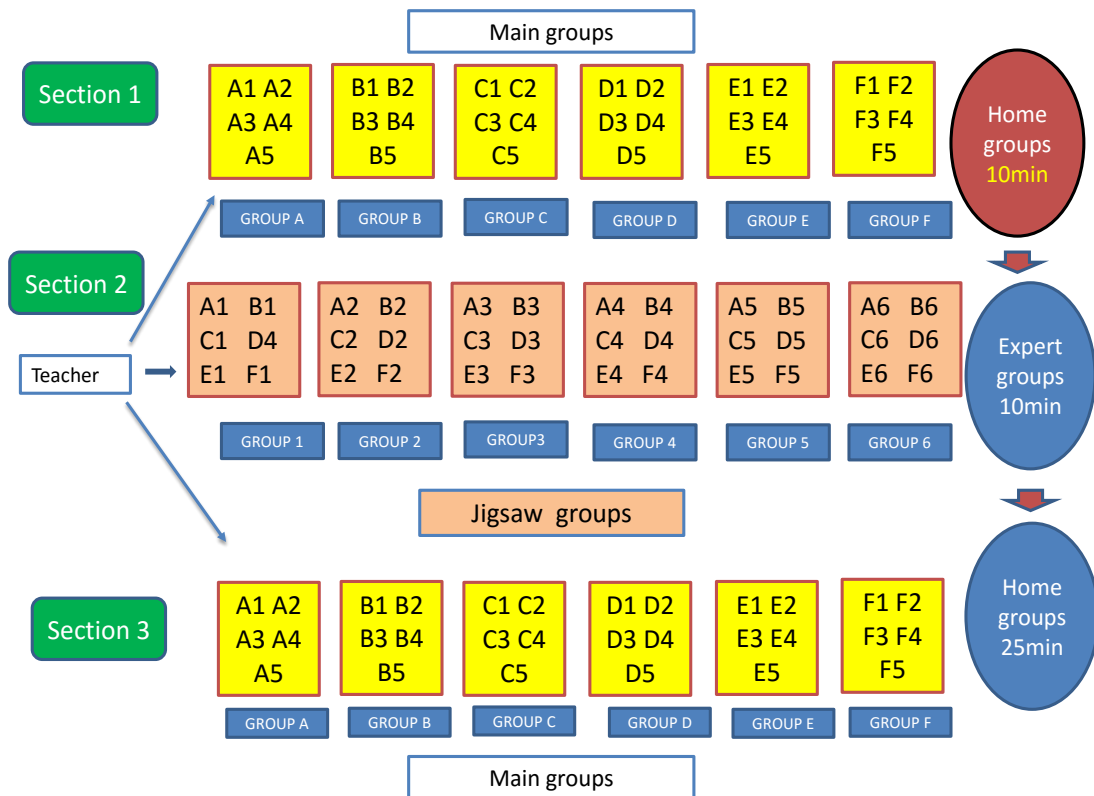 Main groups
Section 1
A1 A2
A3 A4
A5
B1 B2
B3 B4
B5
C1 C2
C3 C4
C5
D1 D2
D3 D4
D5
E1 E2
E3 E4
E5
F1 F2
F3 F4
F5
Home
groups
10min
GROUP A
GROUP B
GROUP C
GROUP D
GROUP E
GROUP F
Section 2
Teacher
A1 B1
C1 D4
E1 F1
A2 B2
C2 D2
E2 F2
A3 B3
C3 D3
E3 F3
A4 B4
C4 D4
E4 F4
A5 B5
C5 D5
E5 F5
A6 B6
C6 D6
E6 F6
Expert
groups
10min
GROUP 1
GROUP 2
GROUP3
GROUP 4
GROUP 5
GROUP 6
Jigsaw groups
Section 3
A1 A2
A3 A4
A5
B1 B2
B3 B4
B5
C1 C2
C3 C4
C5
D1 D2
D3 D4
D5
E1 E2
E3 E4
E5
F1 F2
F3 F4
F5
Home
groups
25min
GROUP A
GROUP B
GROUP C
GROUP D
GROUP E
GROUP F
Main groups